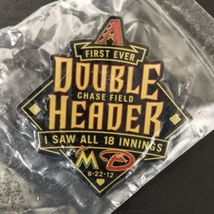 FIRST EVER
DOUBLE
CHASE FIELD
HEADER
I SAW ALL 18 INNINGS
8-22-12